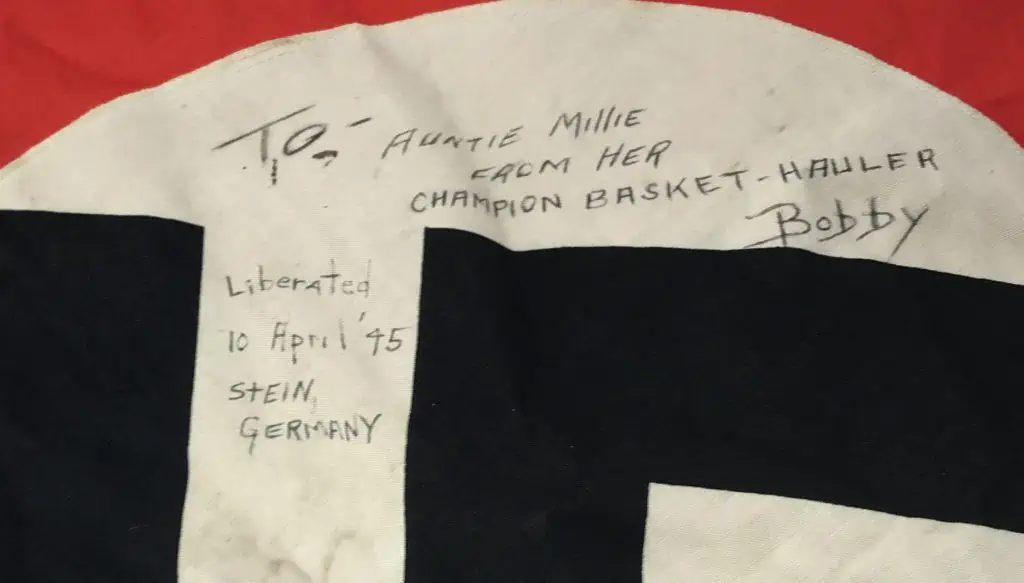 TO:- AUNTIE MILLIE
FROM HER
CHAMPION BASKET-HAULER
Bobby
Liberated
10 April '45
STEIN,
GERMANY